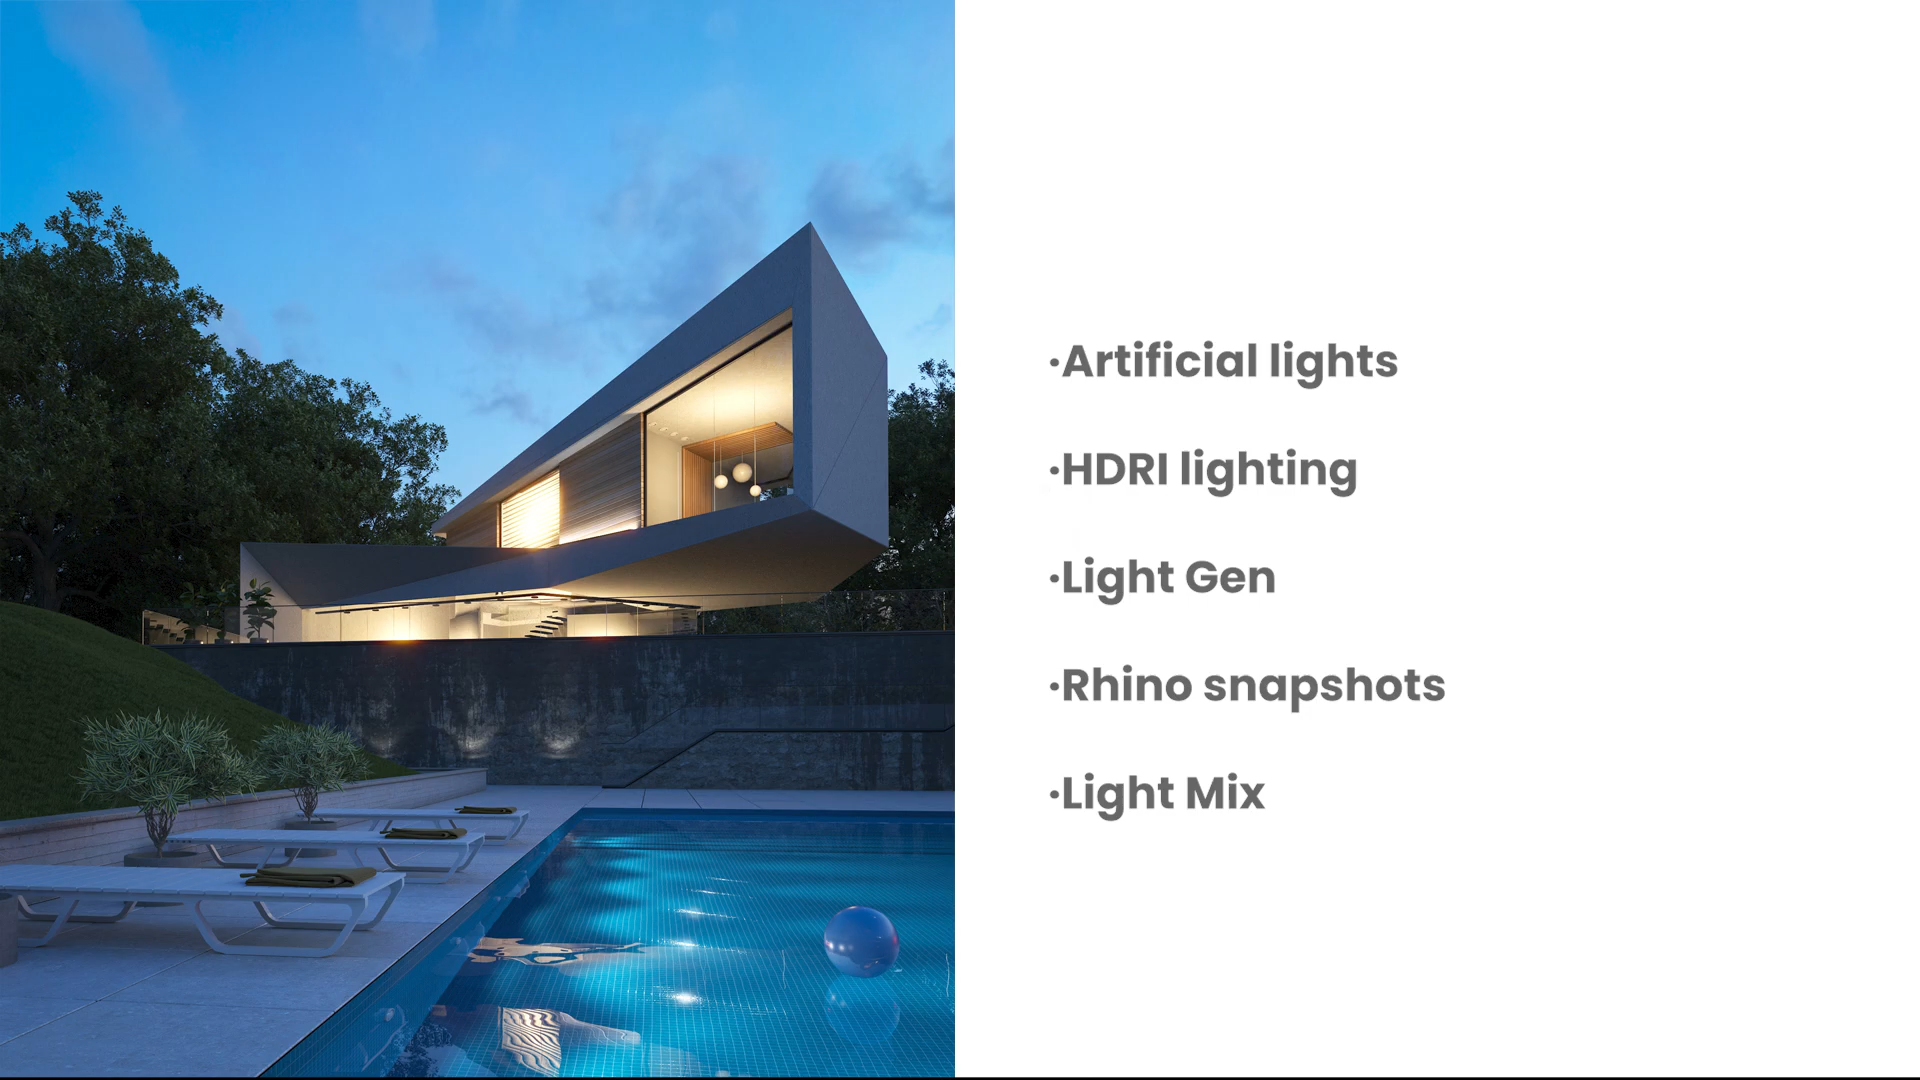 ·Artificial lights
·HDRI lighting
·Light Gen
·Rhino snapshots
·Light Mix